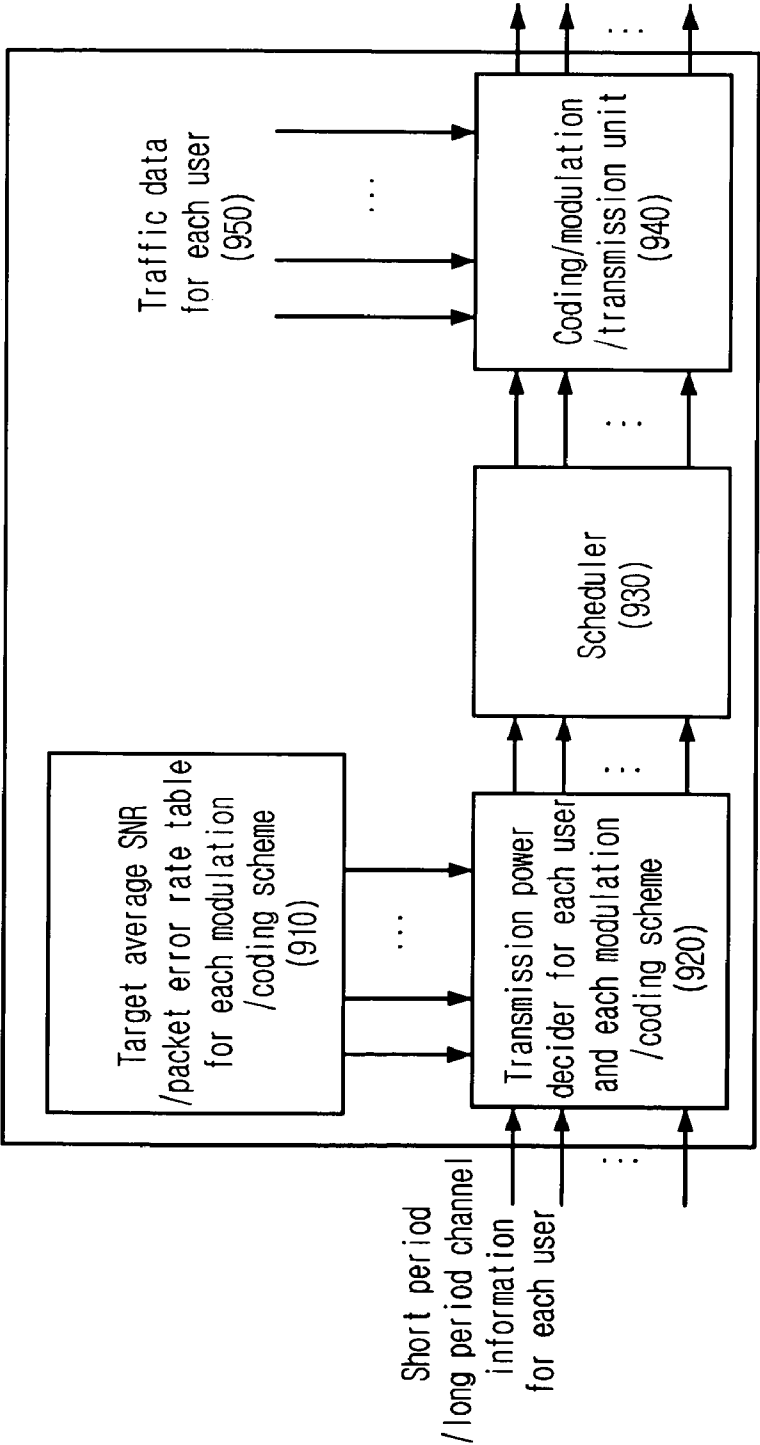 Target average SNR
/packet error rate table
for each modulation
/coding scheme
(910)
Traffic data
for each user
(950)
Short period
/long period channel
information
for each user
Transmission power
decider for each user
and each modulation
/coding scheme
(920)
Scheduler
(930)
Coding/modulation
/transmission unit
(940)